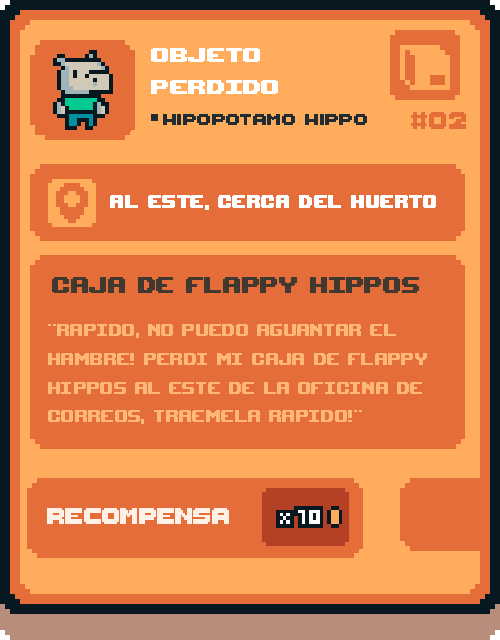 OBJETO
PERDIDO
#02
*HIPOPOTAMO HIPPO
AL ESTE, CERCA DEL HUERTO
CAJA DE FLAPPY HIPPOS
"RAPIDO, NO PUEDO AGUANTAR EL
HAMBRE! PERDI MI CAJA DE FLAPPY
HIPPOS AL ESTE DE LA OFICINA DE
CORREOS, TRAEMELA RAPIDO!"
RECOMPENSA
x10